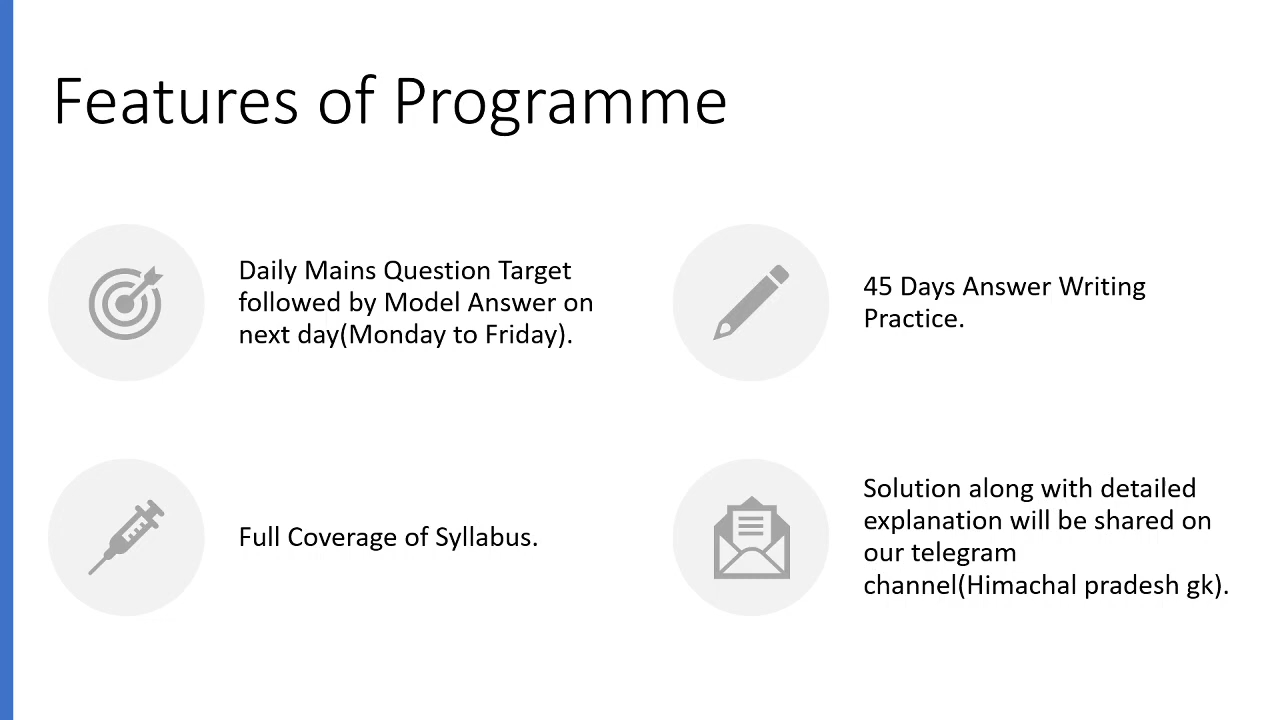 Features of Programme
Daily Mains Question Target
followed by Model Answer on
next day(Monday to Friday).
45 Days Answer Writing
Practice.
Full Coverage of Syllabus.
Solution along with detailed
explanation will be shared on
our telegram
channel(Himachal pradesh gk).